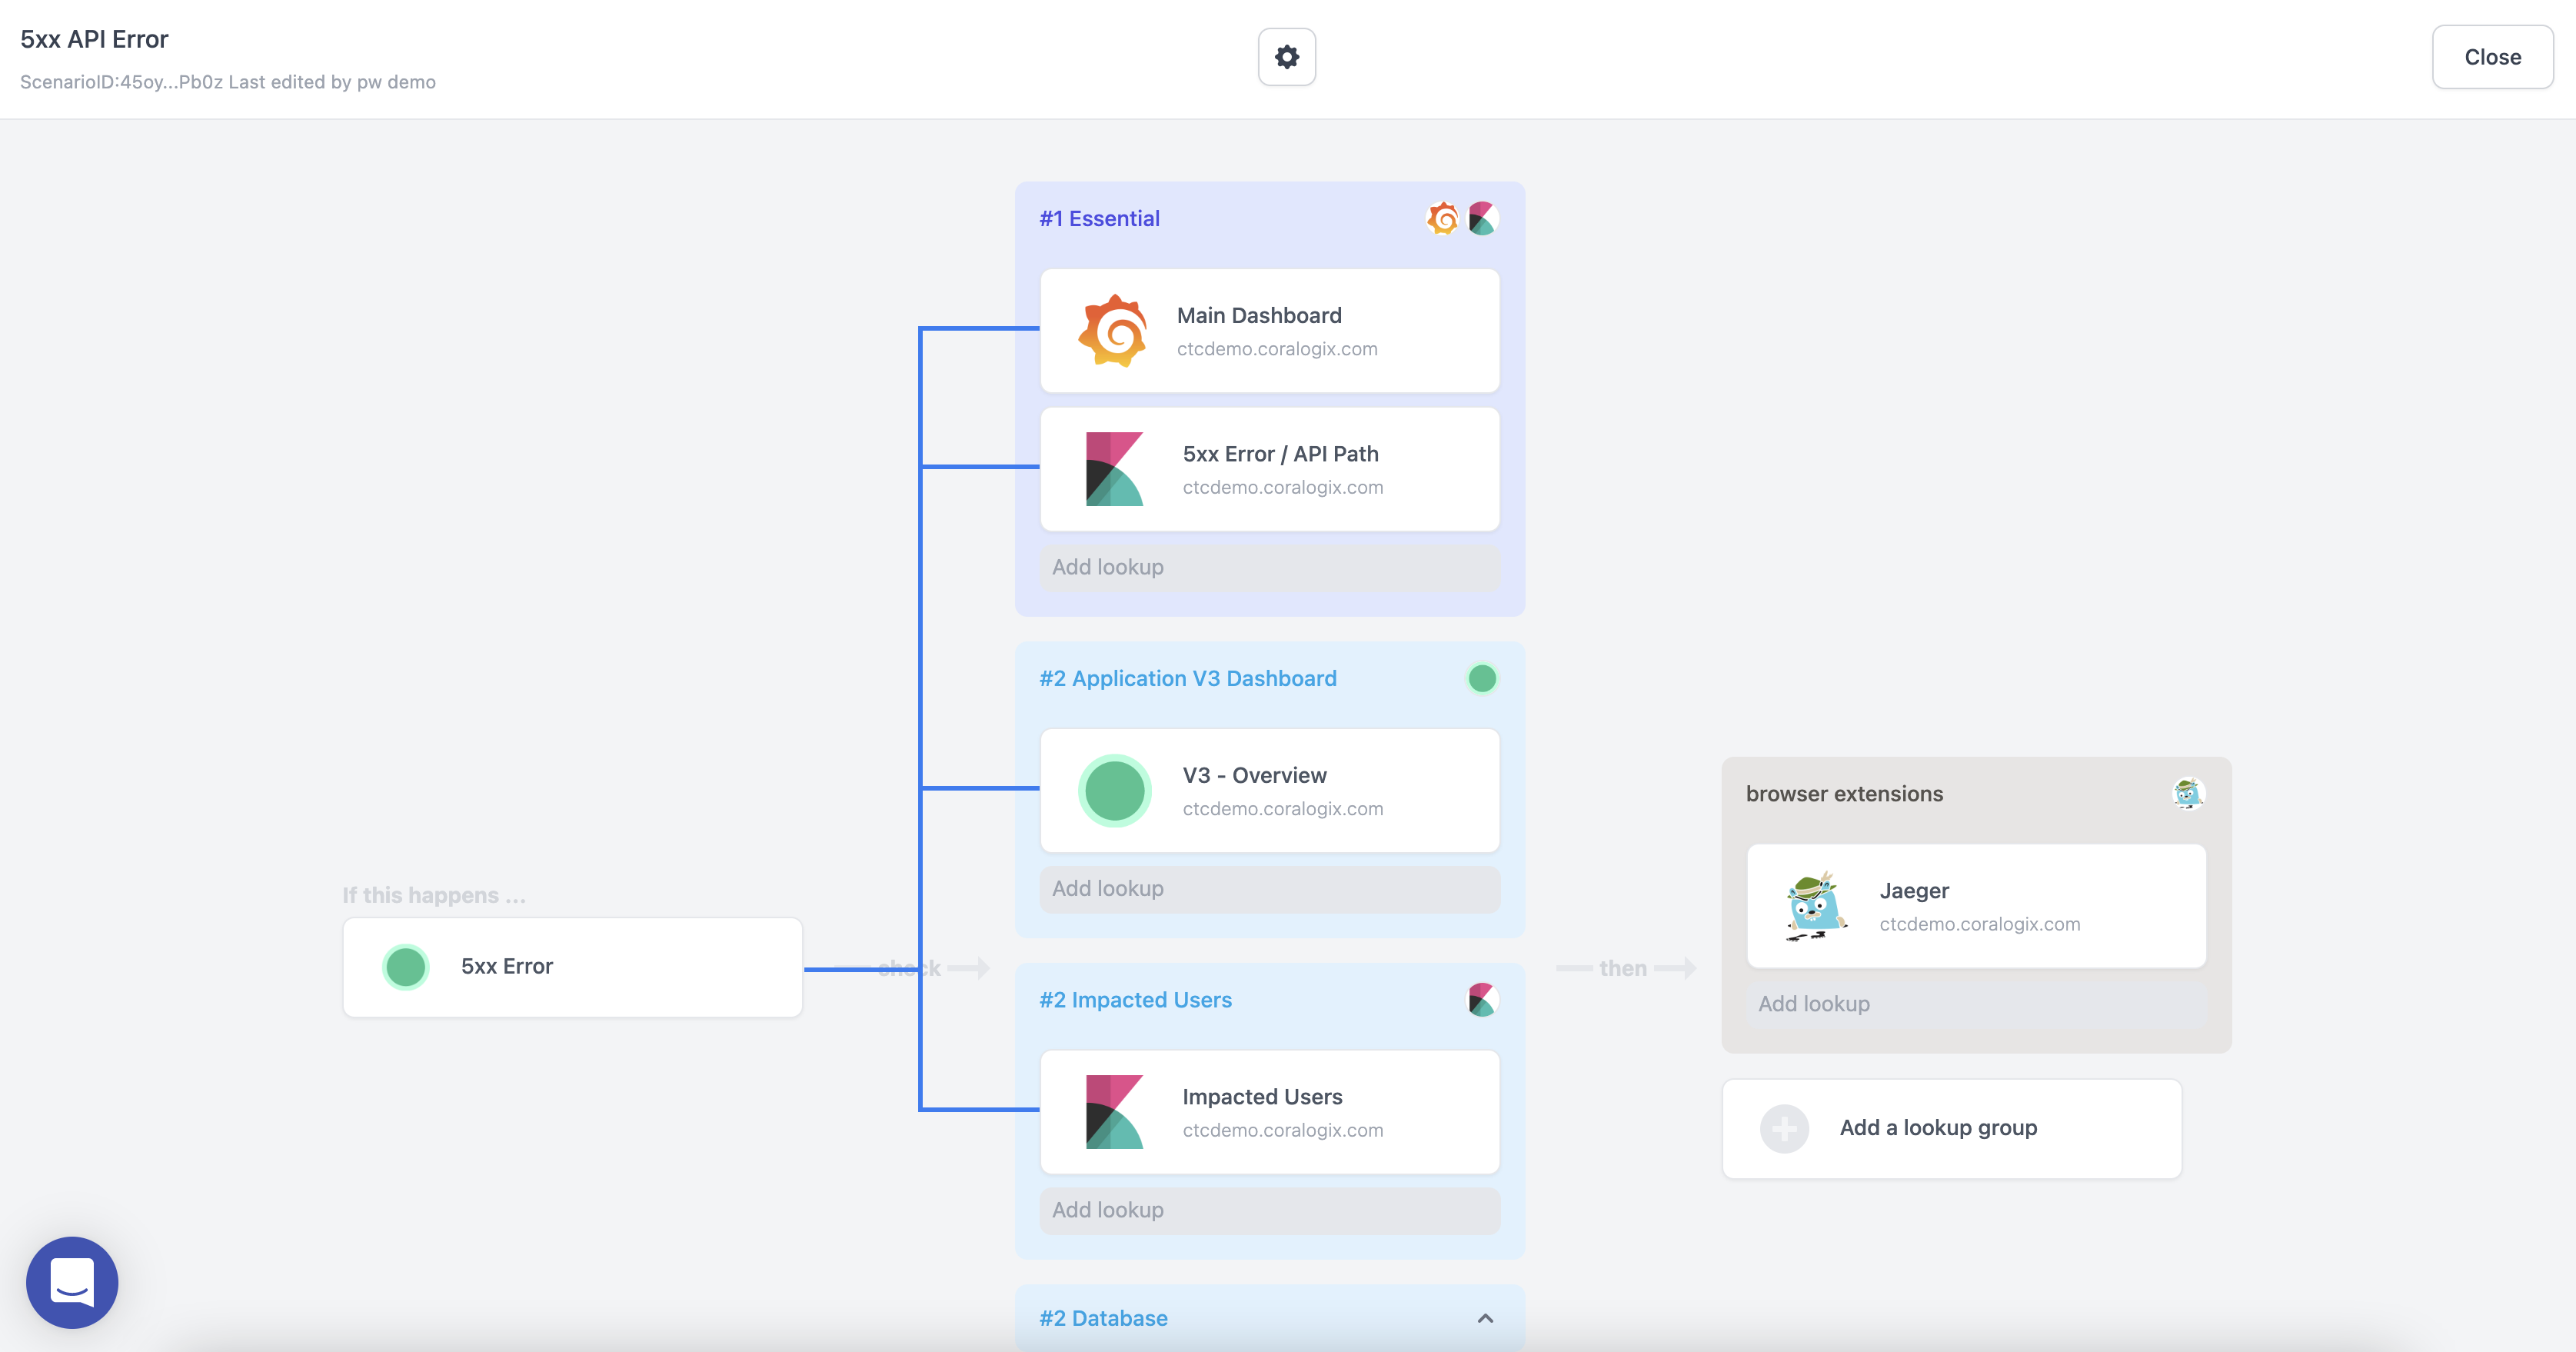 5xx API Error
ScenarioID:45oy...Pb0z Last edited by pw demo
Close
If this happens ...
5xx Error
check
#1 Essential
Main Dashboard
ctcdemo.coralogix.com
5xx Error / API Path
ctcdemo.coralogix.com
Add lookup
#2 Application V3 Dashboard
V3 - Overview
ctcdemo.coralogix.com
Add lookup
#2 Impacted Users
Impacted Users
ctcdemo.coralogix.com
Add lookup
#2 Database
then
browser extensions
Jaeger
ctcdemo.coralogix.com
Add lookup
Add a lookup group